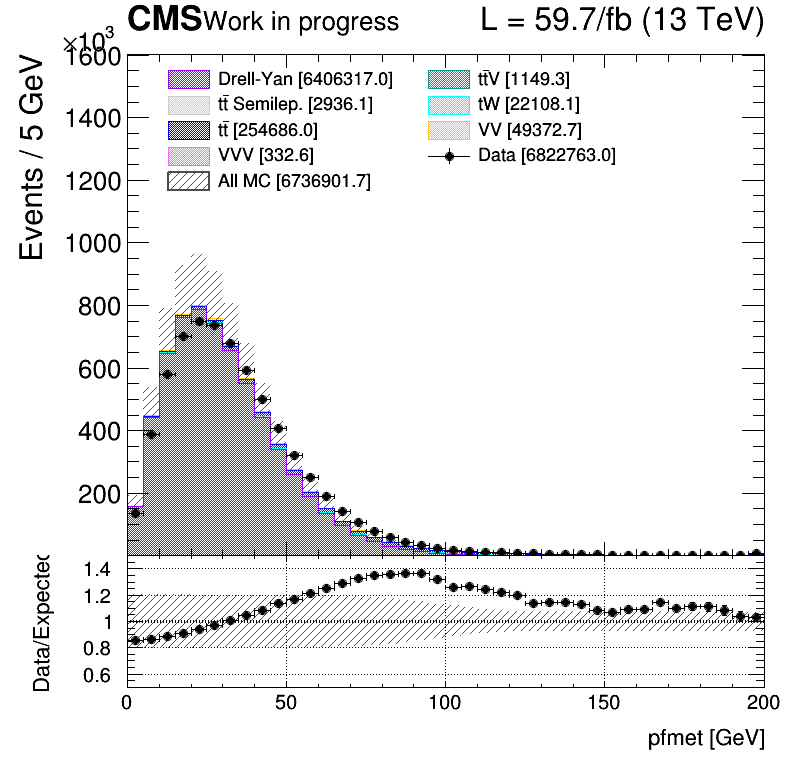 CMS Work in progress L = 59.7/fb (13 TeV)
×10³
Events / 5 GeV
1600
1400
1200
1000
800
600
400
200
Drell-Yan [6406317.0]
tt̄ Semilep. [2936.1]
tt̄ [254686.0]
VVV [332.6]
All MC [6736901.7]
tt̄V [1149.3]
tW [22108.1]
VV [49372.7]
Data [6822763.0]
Data/Expected
1.4
1.2
1
0.8
0.6
0 50 100 150 200
pfmet [GeV]